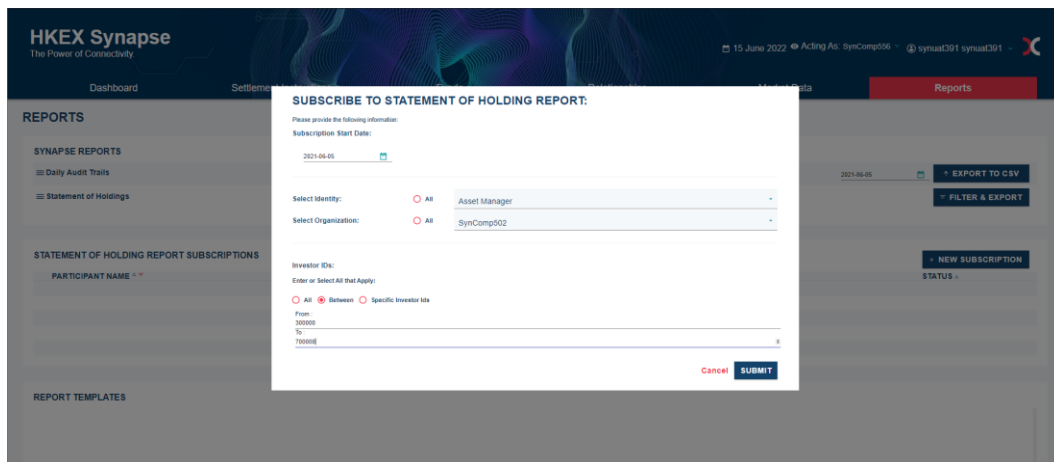 HKEX Synapse
The Power of Connectivity
15 June 2022 Acting As: SynComp556 synuat391 synuat391
Dashboard Settlement Data Reports
REPORTS
SYNAPSE REPORTS
Daily Audit Trails 2021-06-05 EXPORT TO CSV
Statement of Holdings FILTER & EXPORT
STATEMENT OF HOLDING REPORT SUBSCRIPTIONS + NEW SUBSCRIPTION
PARTICIPANT NAME STATUS
REPORT TEMPLATES
SUBSCRIBE TO STATEMENT OF HOLDING REPORT:
Please provide the following information:
Subscription Start Date:
2021-06-05
Select Identity: All Asset Manager
Select Organization: All SynComp502
Investor IDs:
Enter or Select All that Apply:
All Between Specific Investor Ids
From :
300000
To :
700000 X
Cancel SUBMIT